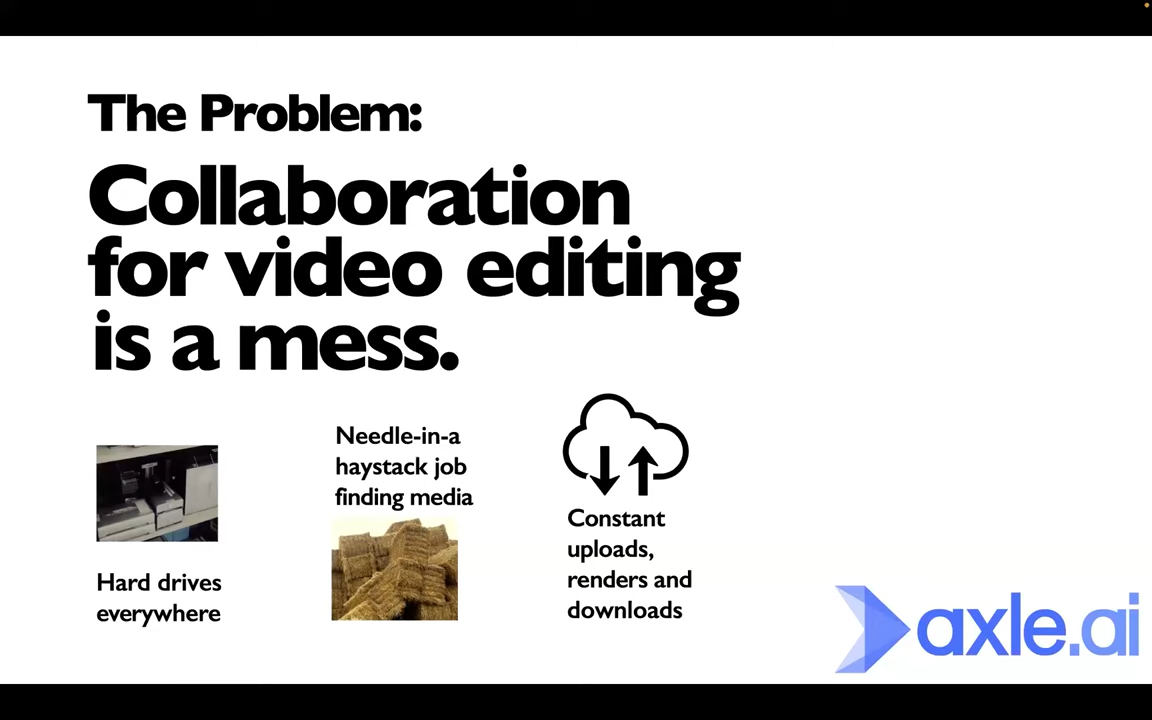 The Problem:
Collaboration
for video editing
is a mess.
Hard drives
everywhere
Needle-in-a
haystack job
finding media
Constant
uploads,
renders and
downloads
axle.ai